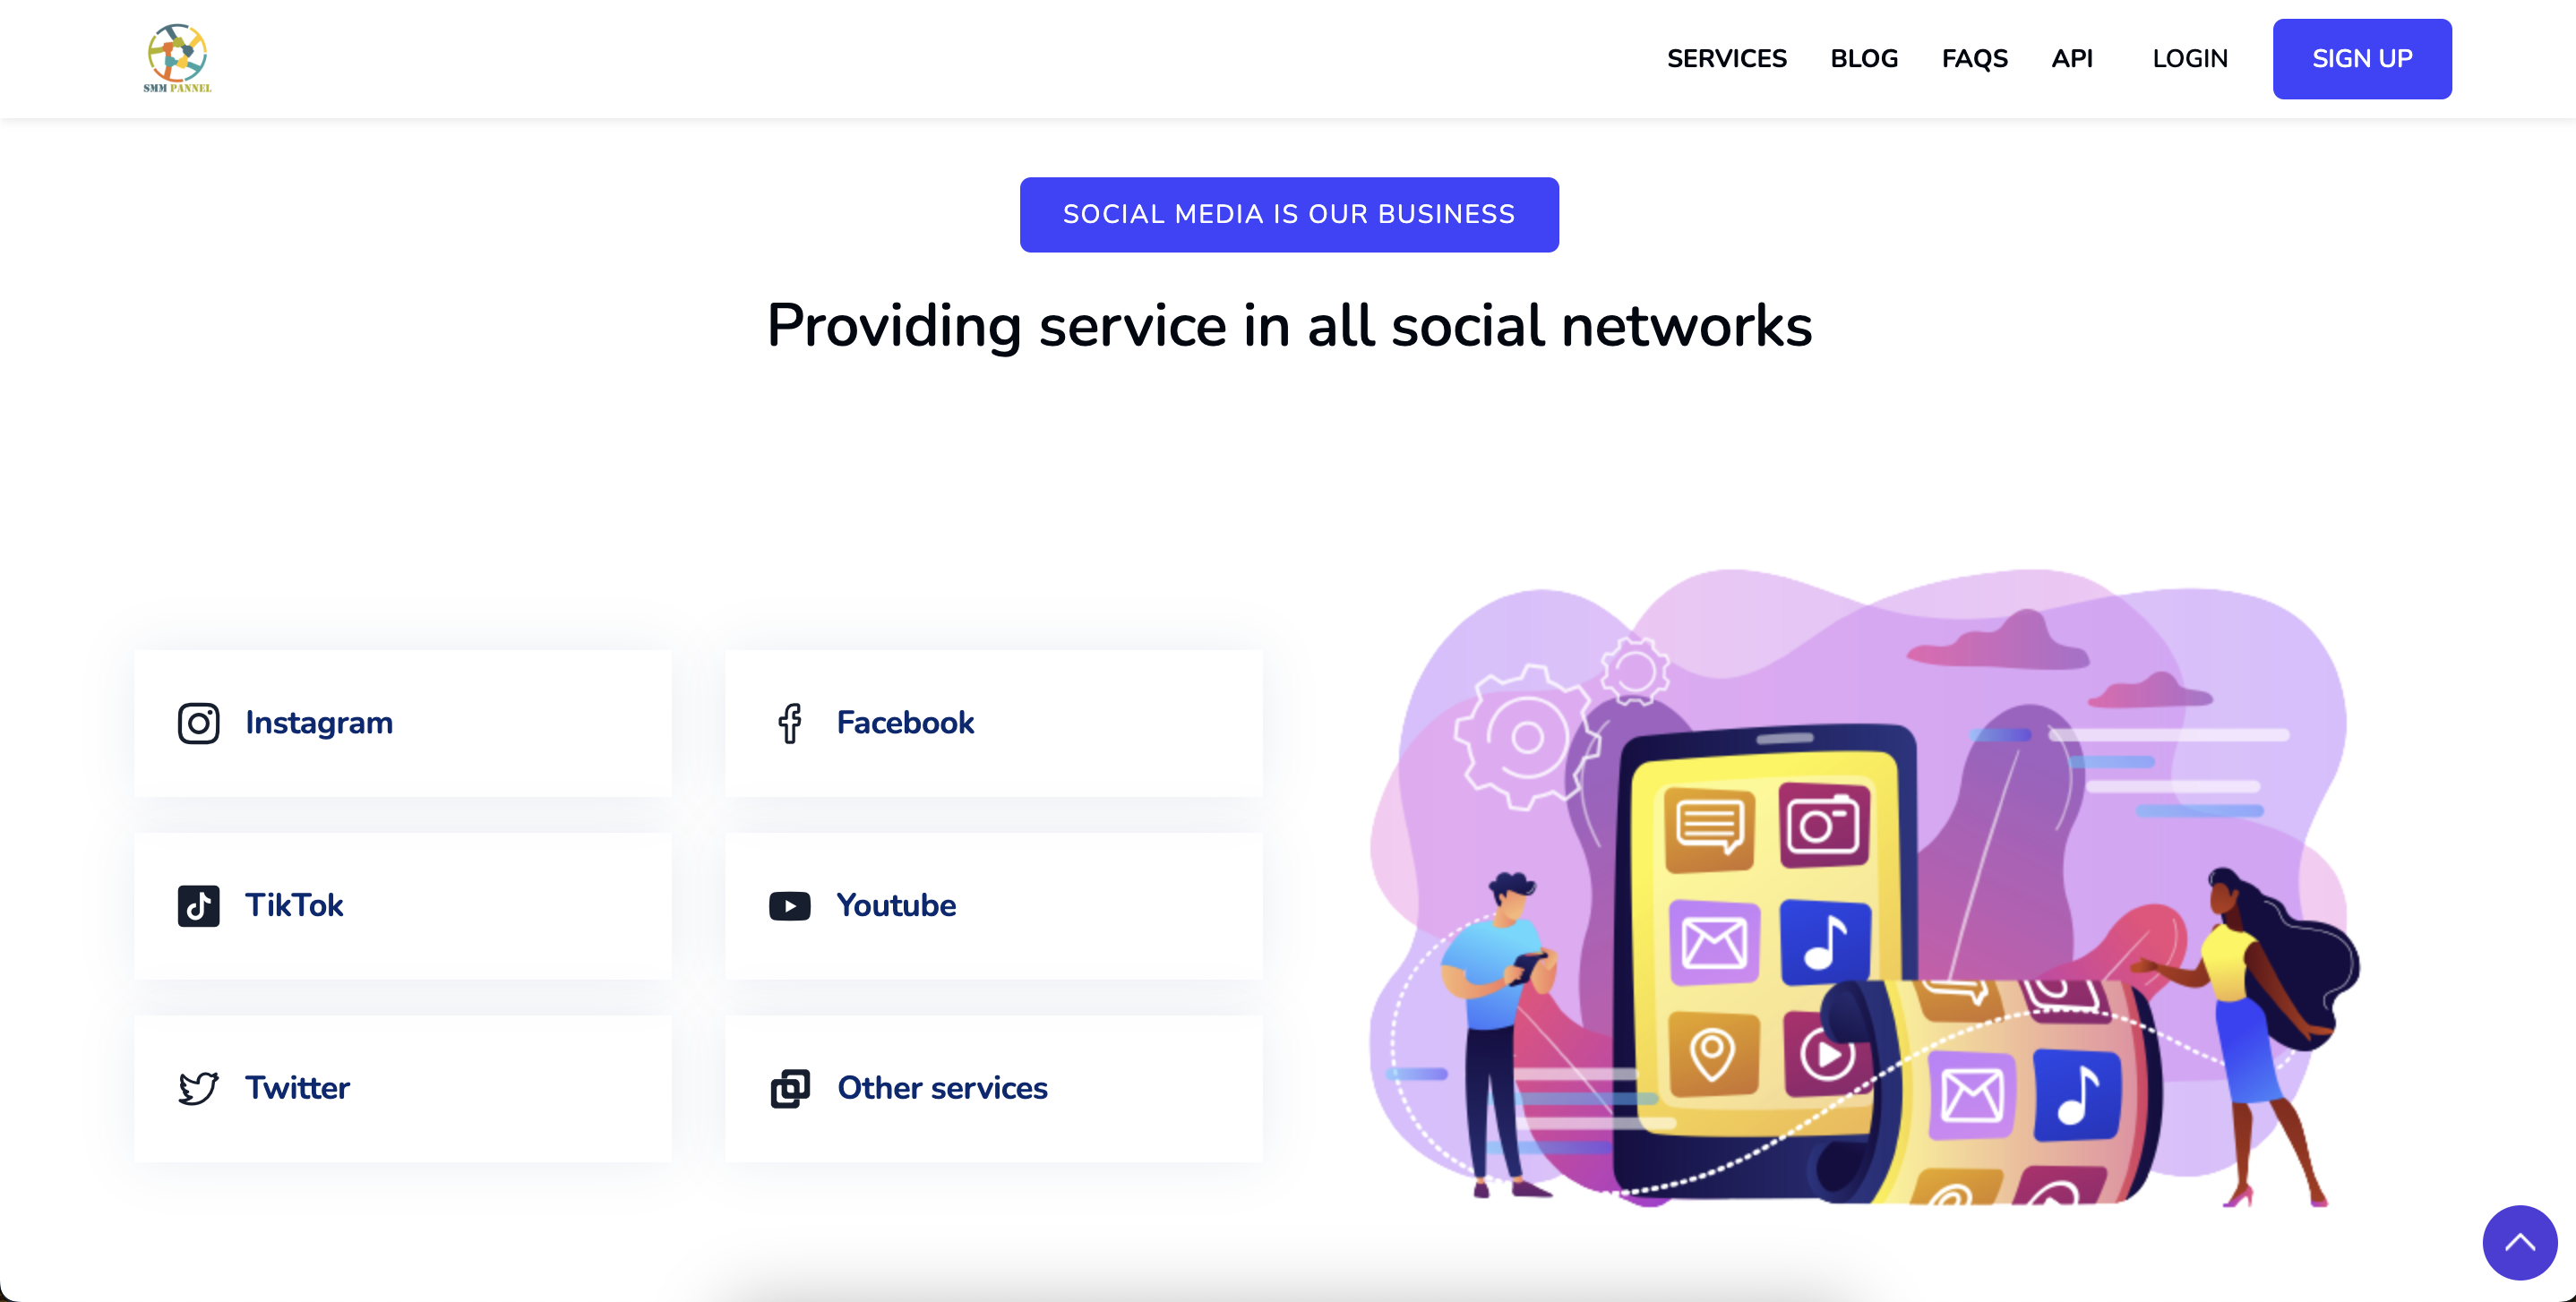 SMM PANNEL
SERVICES BLOG FAQS API LOGIN SIGN UP
SOCIAL MEDIA IS OUR BUSINESS
Providing service in all social networks
Instagram
Facebook
TikTok
Youtube
Twitter
Other services